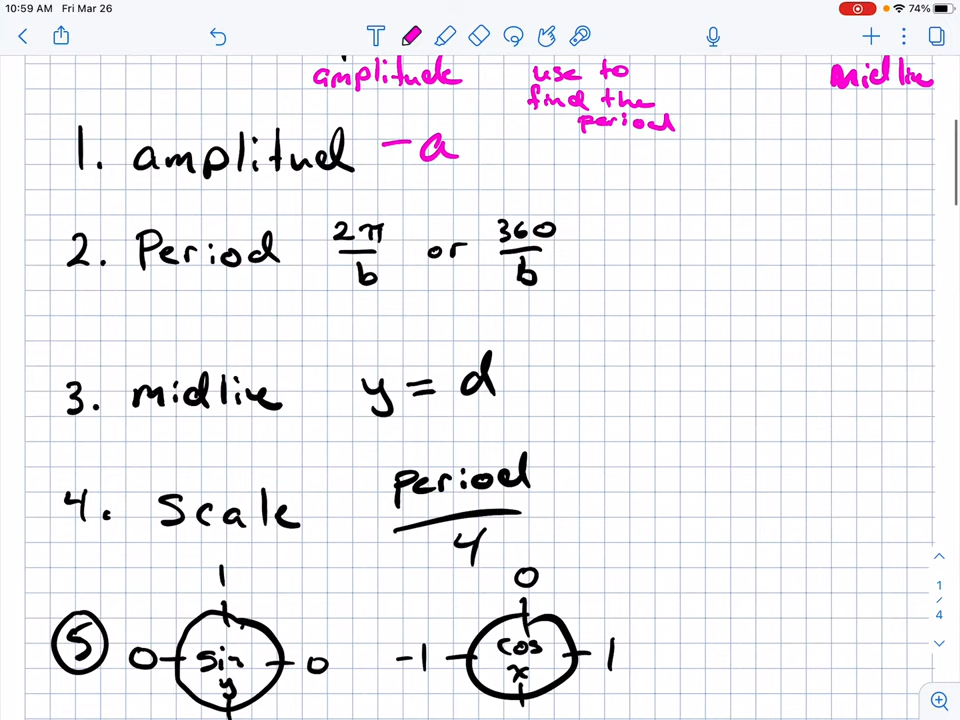 10:59 AM Fri Mar 26 74%
amplitude use to midline
find the
period
1. amplitud - a
2. Period 2π/b or 360/b
3. midline y = d
4. Scale period/4
1 0
5 0 sin y 0 -1 cos x 1
1
4